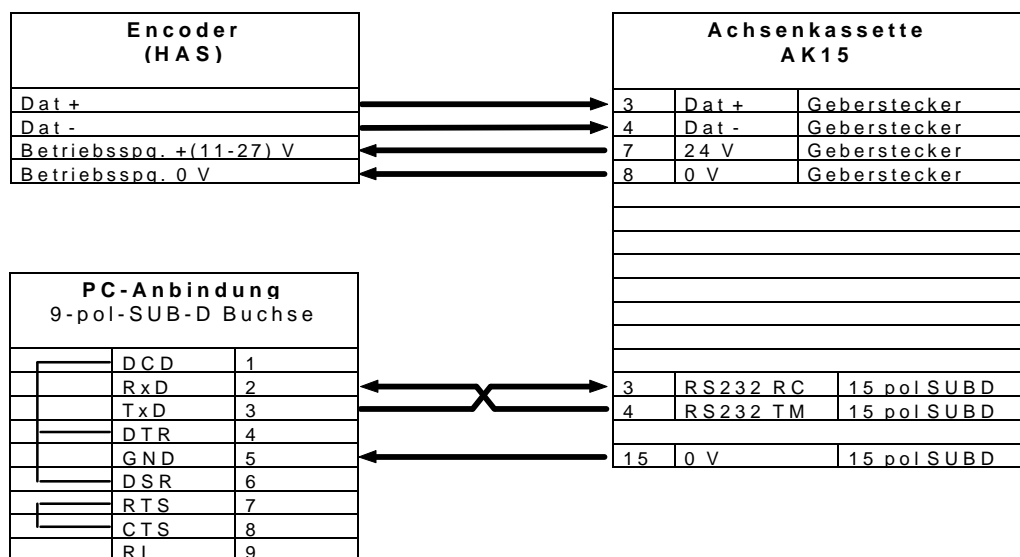 Encoder
(HAS)
Dat +
Dat -
Betriebsspg. +(11-27) V
Betriebsspg. 0 V
Achsenkassette
AK15
3 Dat + Geberstecker
4 Dat - Geberstecker
7 24 V Geberstecker
8 0 V Geberstecker
PC-Anbindung
9-pol-SUB-D Buchse
DCD 1
RxD 2
TxD 3
DTR 4
GND 5
DSR 6
RTS 7
CTS 8
RI 9
3 RS232 RC 15 pol SUBD
4 RS232 TM 15 pol SUBD
15 0 V 15 pol SUBD